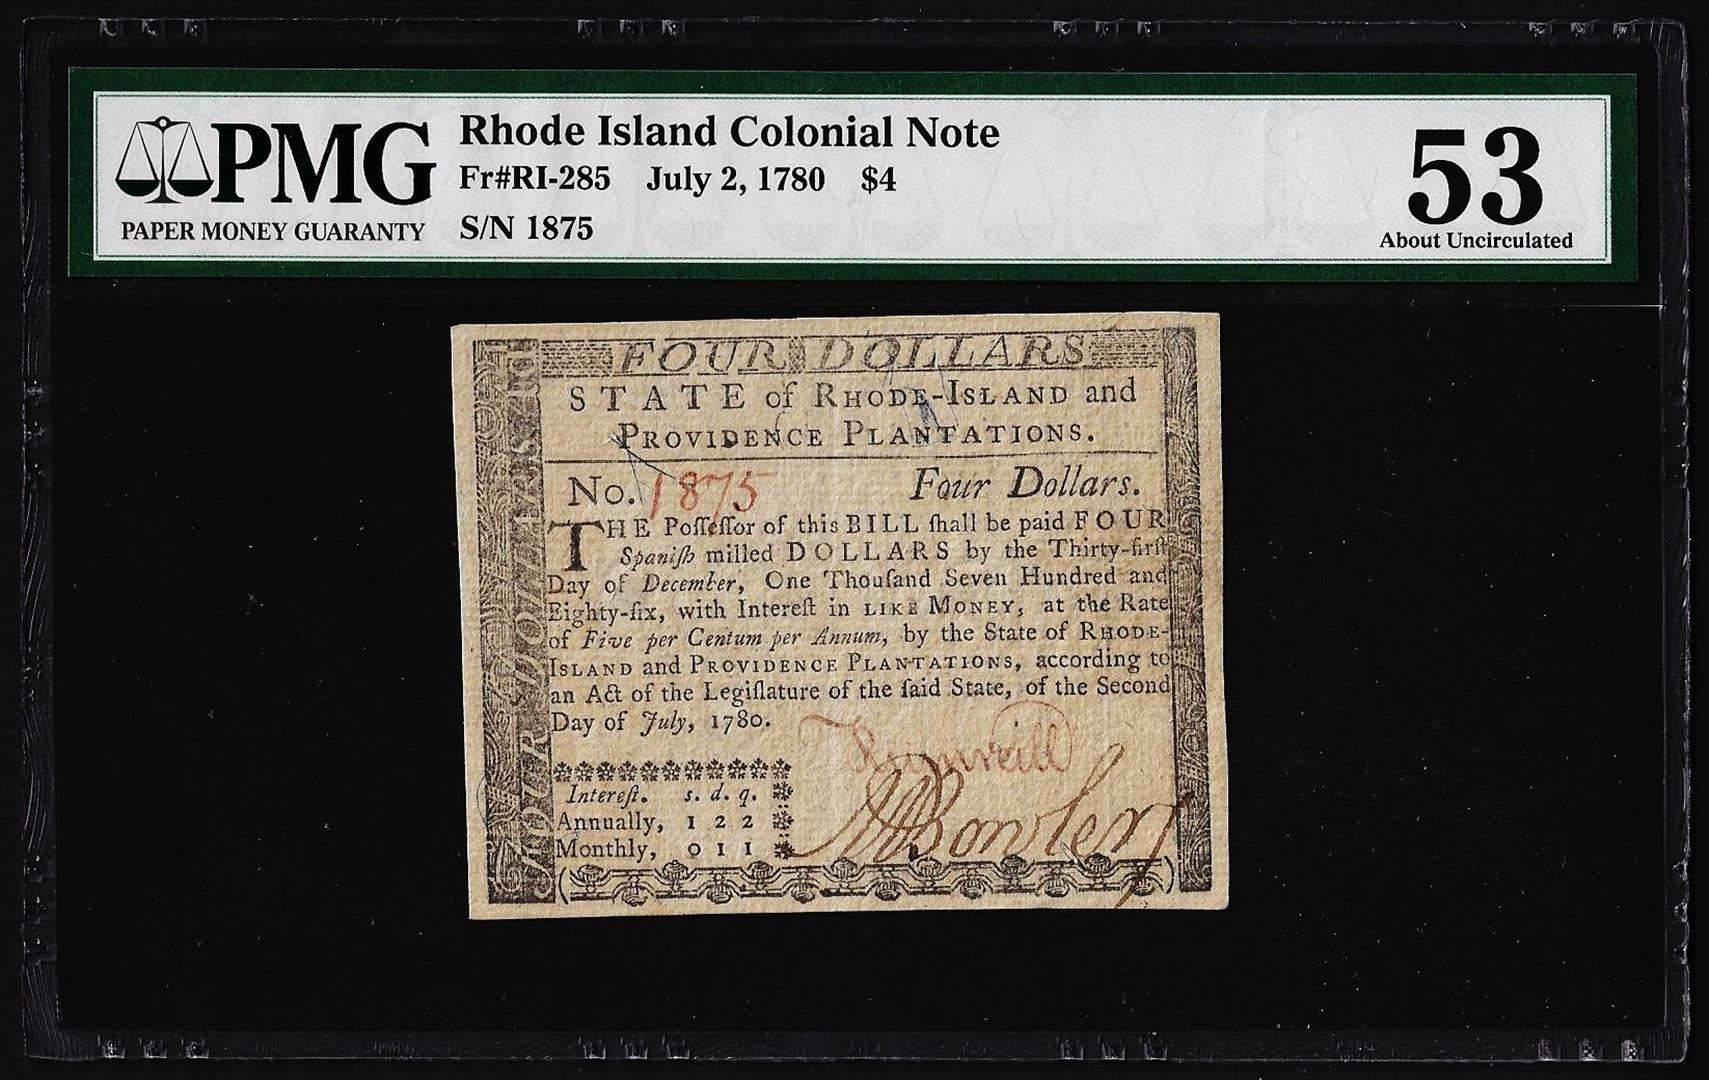 PMG
PAPER MONEY GUARANTY
Rhode Island Colonial Note
Fr#RI-285 July 2, 1780 $4
S/N 1875
53
About Uncirculated
FOUR DOLLARS
STATE of RHODE-ISLAND and
PROVIDENCE PLANTATIONS.
No. 1875 Four Dollars.
THE Poſſeſſor of this BILL ſhall be paid FOUR
Spaniſh milled DOLLARS by the Thirty-firſt
Day of December, One Thouſand Seven Hundred and
Eighty-ſix, with Intereſt in LIKE MONEY, at the Rate
of Five per Centum per Annum, by the State of RHODE-
ISLAND and PROVIDENCE PLANTATIONS, according to
an Act of the Legiſlature of the ſaid State, of the Second
Day of July, 1780.
Intereſt. s. d. q.
Annually, 1 2 2
Monthly, 0 1 1
Bowler